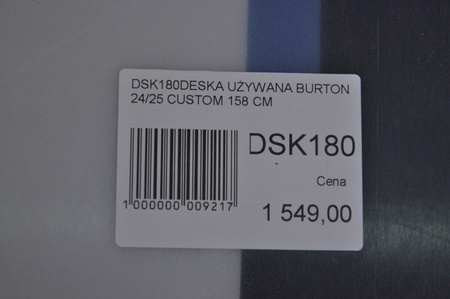 DSK180DESKA UŻYWANA BURTON
24/25 CUSTOM 158 CM
DSK180
Cena
1 549,00
1 000000 009217